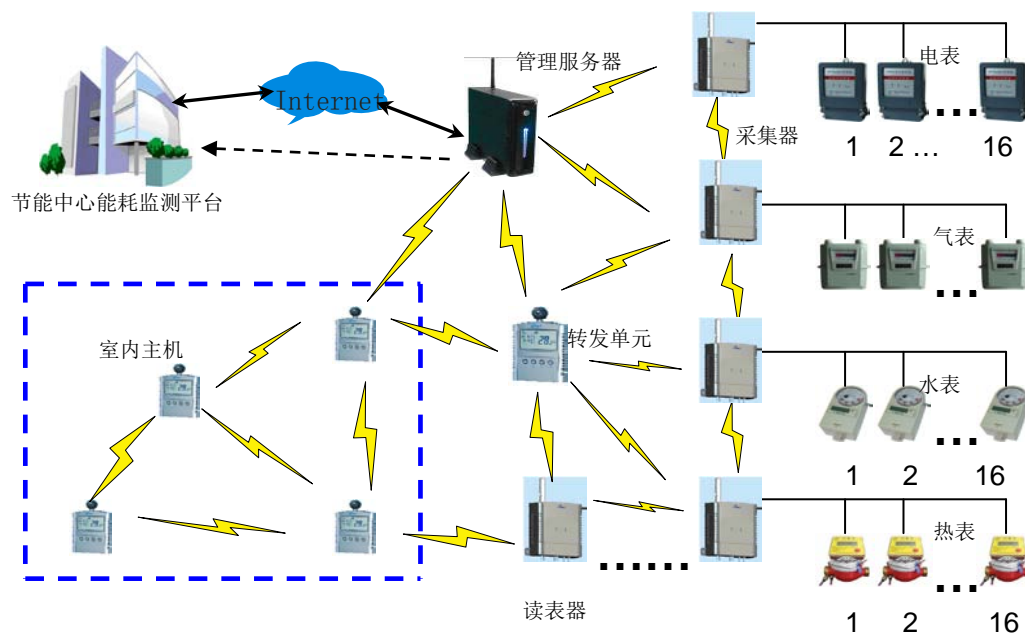 管理服务器
Internet
节能中心能耗监测平台
采集器
电表
1 2 ... 16
气表
室内主机
转发单元
水表
1 2 16
热表
1 2 16
读表器